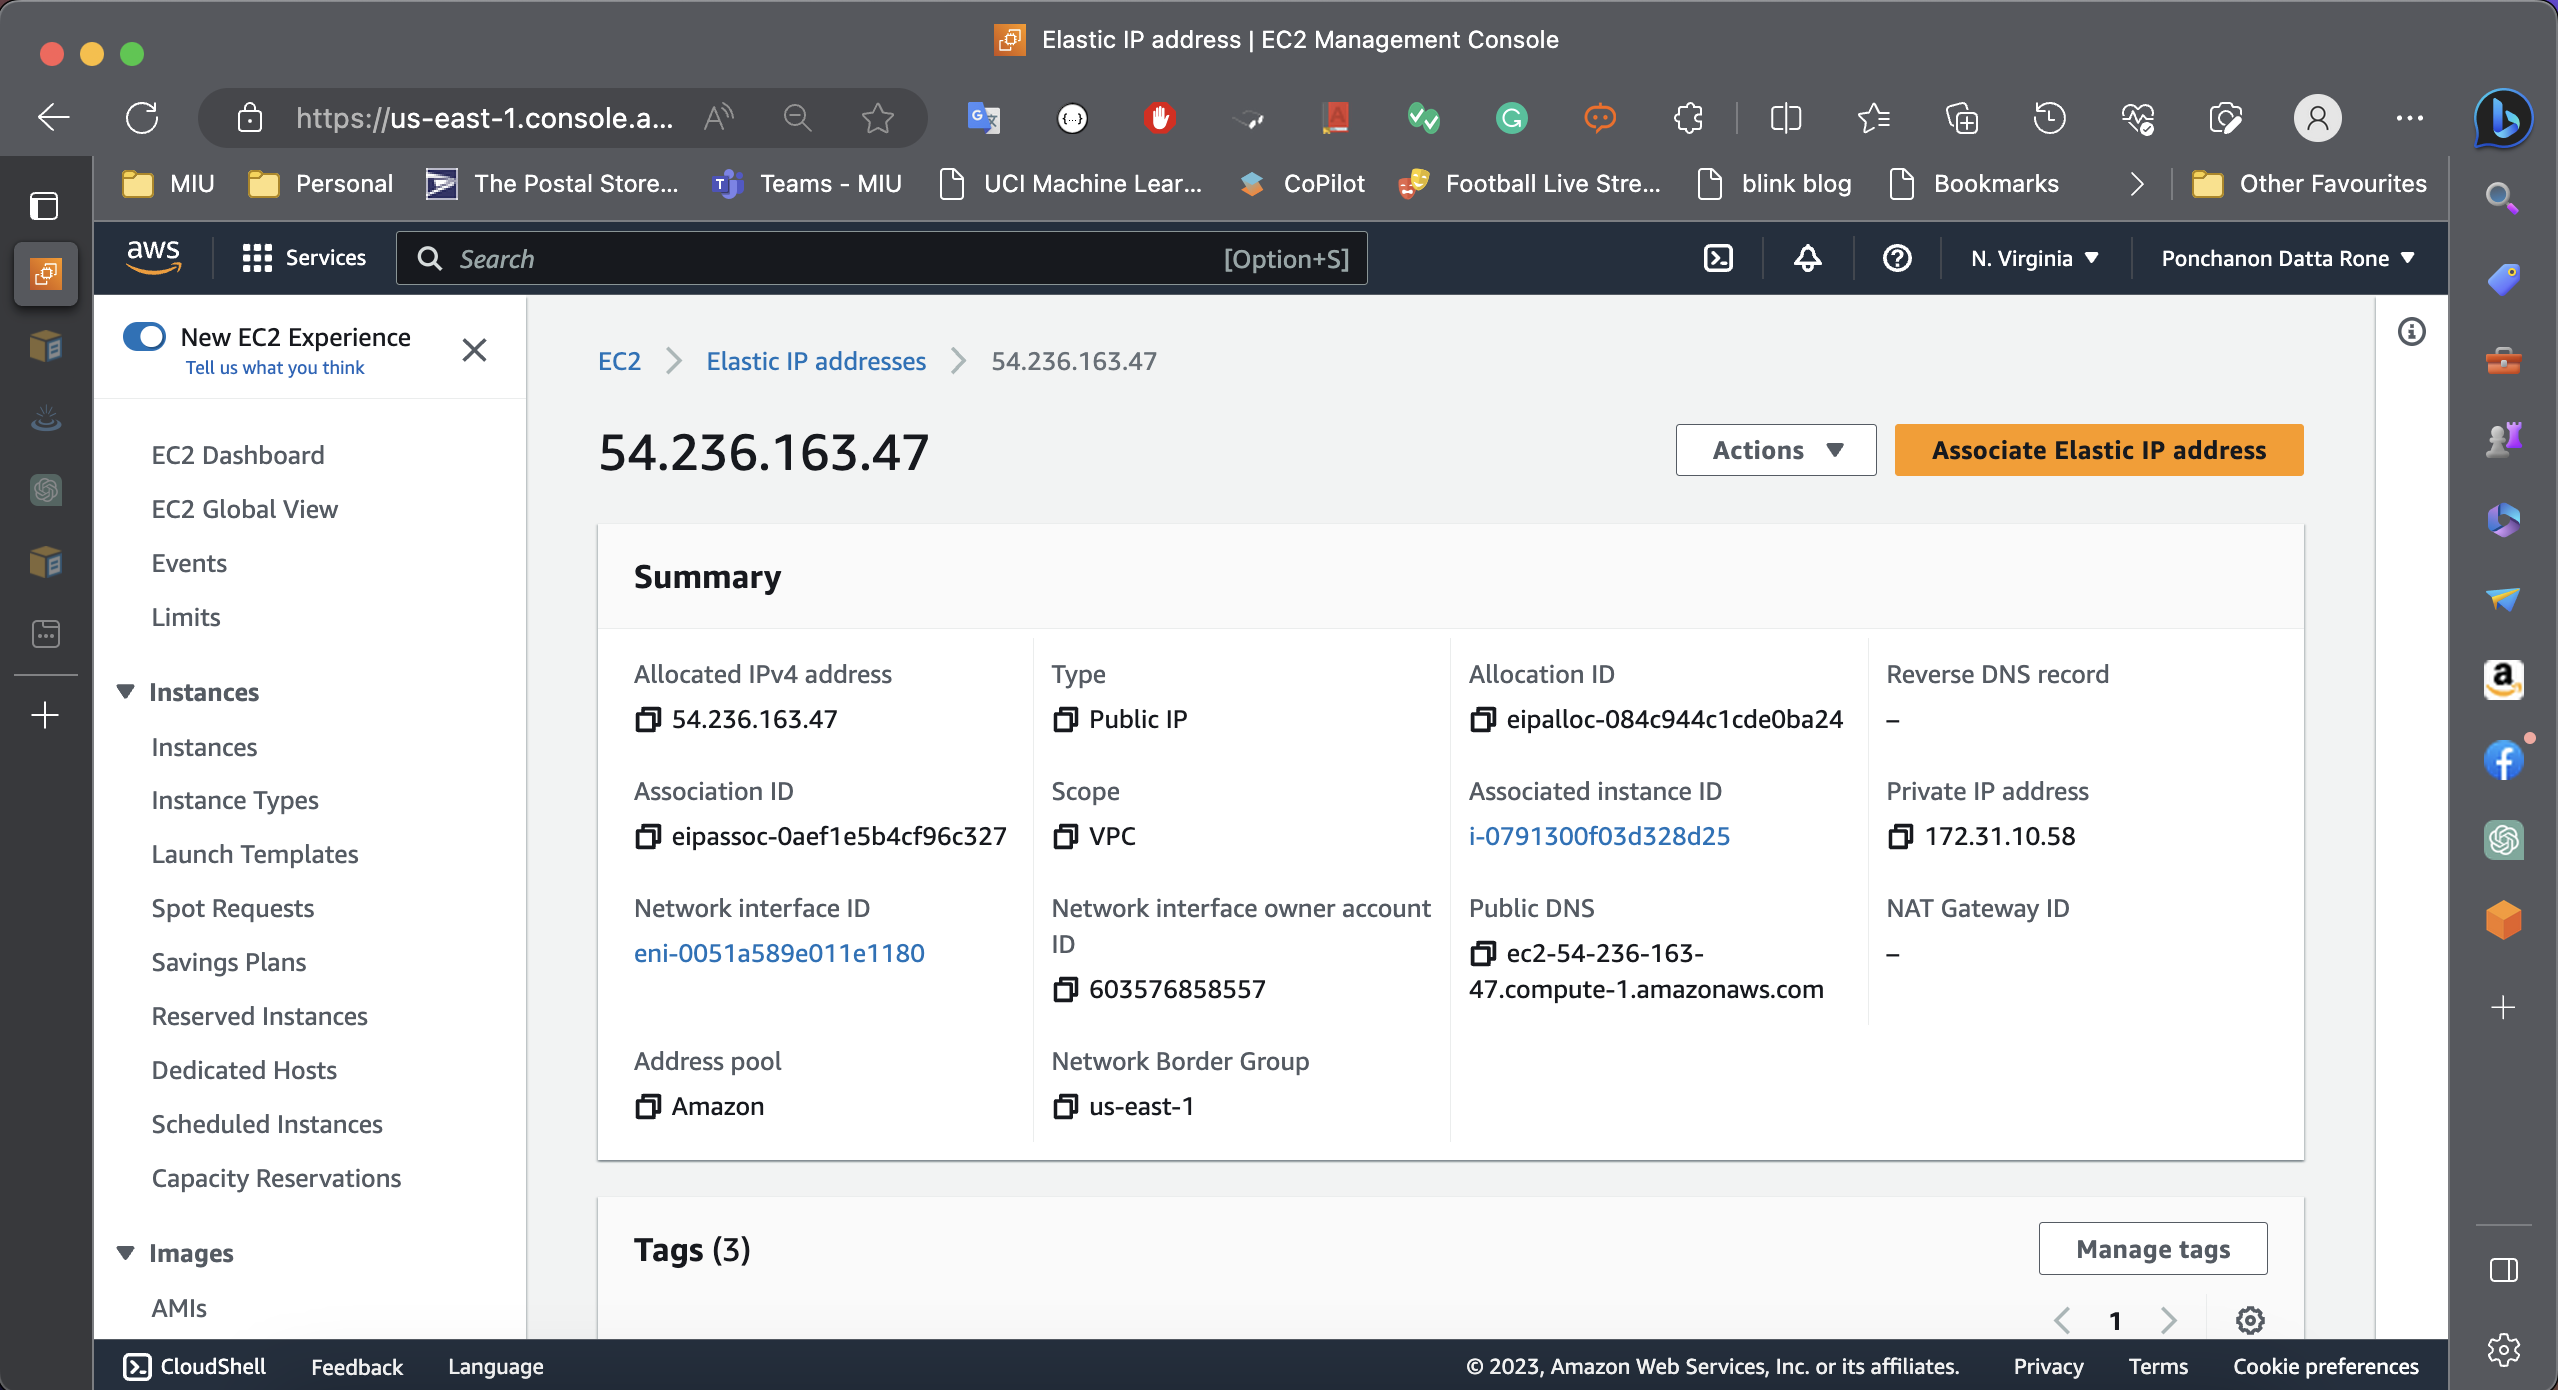 Elastic IP address | EC2 Management Console
https://us-east-1.console.a...
MIU
Personal
The Postal Store...
Teams - MIU
UCI Machine Lear...
CoPilot
Football Live Stre...
blink blog
Bookmarks
Other Favourites
aws
Services
Search
[Option+S]
N. Virginia
Ponchanon Datta Rone
New EC2 Experience
Tell us what you think
EC2 Dashboard
EC2 Global View
Events
Limits
Instances
Instances
Instance Types
Launch Templates
Spot Requests
Savings Plans
Reserved Instances
Dedicated Hosts
Scheduled Instances
Capacity Reservations
Images
AMIs
EC2 > Elastic IP addresses > 54.236.163.47
54.236.163.47
Actions
Associate Elastic IP address
Summary
Allocated IPv4 address
54.236.163.47
Type
Public IP
Allocation ID
eipalloc-084c944c1cde0ba24
Reverse DNS record
–
Association ID
eipassoc-0aef1e5b4cf96c327
Scope
VPC
Associated instance ID
i-0791300f03d328d25
Private IP address
172.31.10.58
Network interface ID
eni-0051a589e011e1180
Network interface owner account
ID
603576858557
Public DNS
ec2-54-236-163-
47.compute-1.amazonaws.com
NAT Gateway ID
–
Address pool
Amazon
Network Border Group
us-east-1
Tags (3)
Manage tags
1
CloudShell
Feedback
Language
© 2023, Amazon Web Services, Inc. or its affiliates.
Privacy
Terms
Cookie preferences